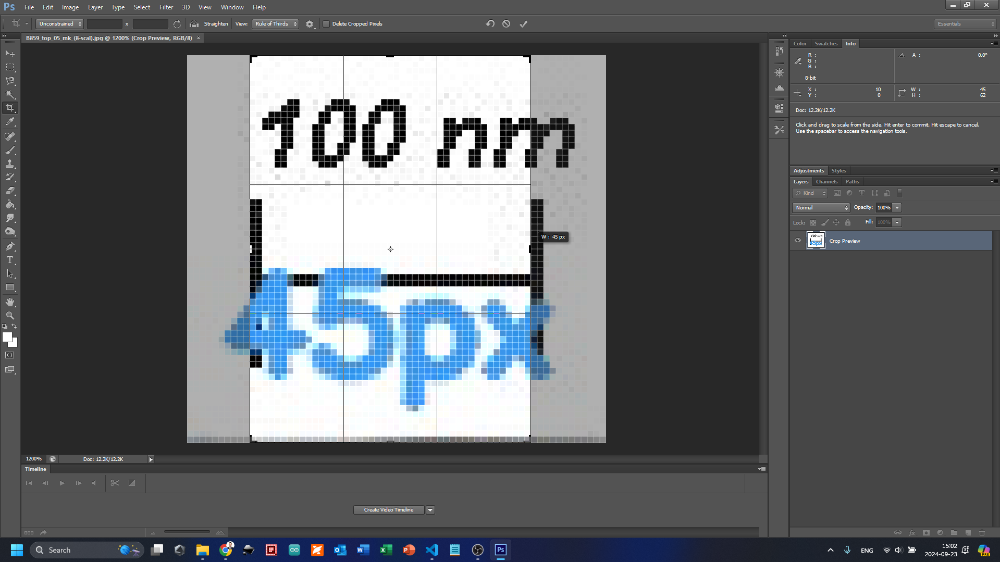 Ps File Edit Image Layer Type Select Filter 3D View Window Help
Unconstrained x Straighten View: Rule of Thirds Delete Cropped Pixels Essentials
B859_top_05_mk_(8-scal).jpg @ 1200% (Crop Preview, RGB/8) ×
Color Swatches Info
R : A : 0.0°
G :
B :
8-bit
X : 10 W : 45
Y : 0 H : 62
Doc: 12.2K/12.2K
Click and drag to scale from the side. Hit enter to commit. Hit escape to cancel.
Use the spacebar to access the navigation tools.
100 nm
Adjustments Styles
Layers Channels Paths
Kind
Normal Opacity: 100%
Lock: Fill: 100%
W : 45 px
Crop Preview
45px
1200% Doc: 12.2K/12.2K
Timeline
Create Video Timeline
Search
ENG
15:02
2024-09-23
PRE